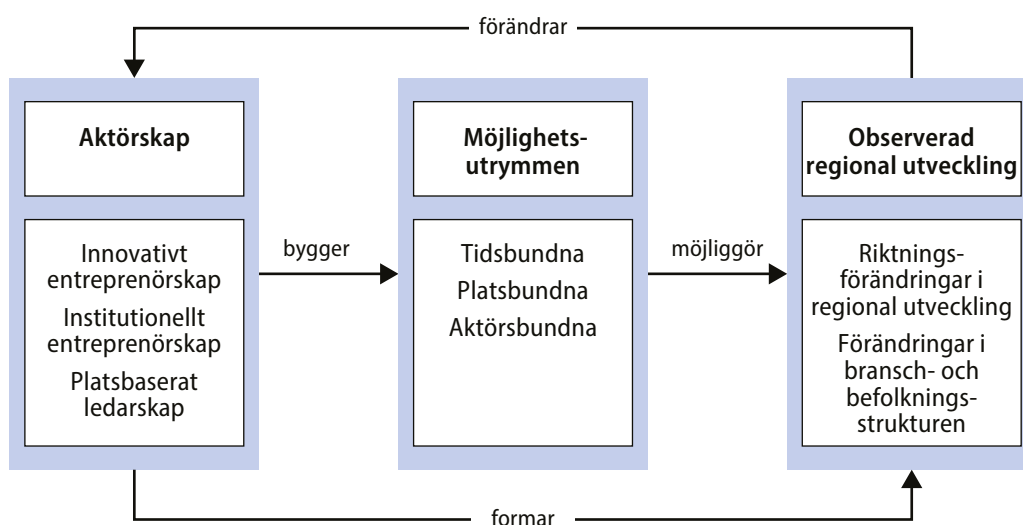 förändrar
Aktörskap
Innovativt
entreprenörskap
Institutionellt
entreprenörskap
Platsbaserat
ledarskap
bygger
Möjlighets-
utrymmen
Tidsbundna
Platsbundna
Aktörsbundna
möjliggör
Observerad
regional utveckling
Riktnings-
förändringar i
regional utveckling
Förändringar i
bransch- och
befolknings-
strukturen
formar